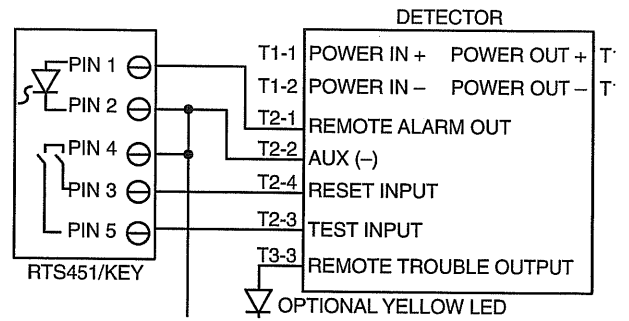 DETECTOR
T1-1 POWER IN + POWER OUT + T
T1-2 POWER IN – POWER OUT – T
PIN 1
PIN 2
PIN 4
PIN 3
PIN 5
RTS451/KEY
T2-1 REMOTE ALARM OUT
T2-2 AUX (–)
T2-4 RESET INPUT
T2-3 TEST INPUT
T3-3 REMOTE TROUBLE OUTPUT
OPTIONAL YELLOW LED